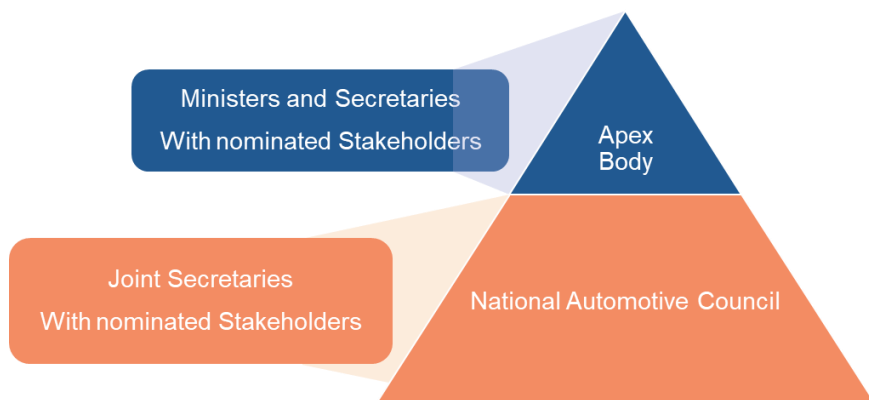 Ministers and Secretaries
With nominated Stakeholders
Apex
Body
Joint Secretaries
With nominated Stakeholders
National Automotive Council